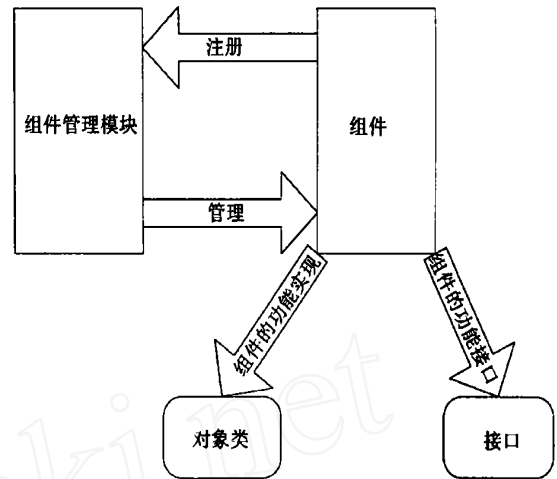 注册
组件管理模块
组件
管理
组件的功能实现
组件的功能接口
对象类
接口